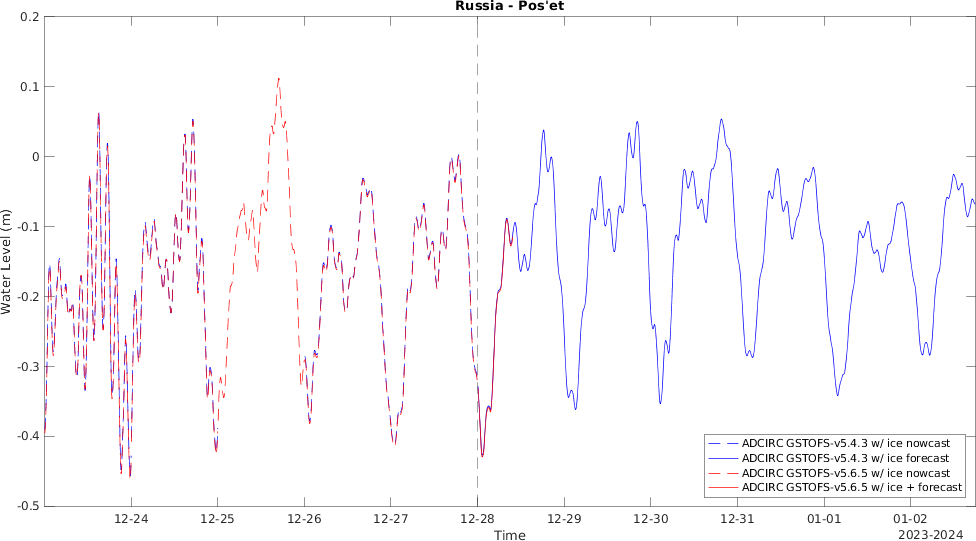 Russia - Pos'et
0.2
0.1
0
-0.1
-0.2
-0.3
-0.4
-0.5
Water Level (m)
ADCIRC GSTOFS-v5.4.3 w/ ice nowcast
ADCIRC GSTOFS-v5.4.3 w/ ice forecast
ADCIRC GSTOFS-v5.6.5 w/ ice nowcast
ADCIRC GSTOFS-v5.6.5 w/ ice + forecast
12-24 12-25 12-26 12-27 12-28 12-29 12-30 12-31 01-01 01-02
Time
2023-2024